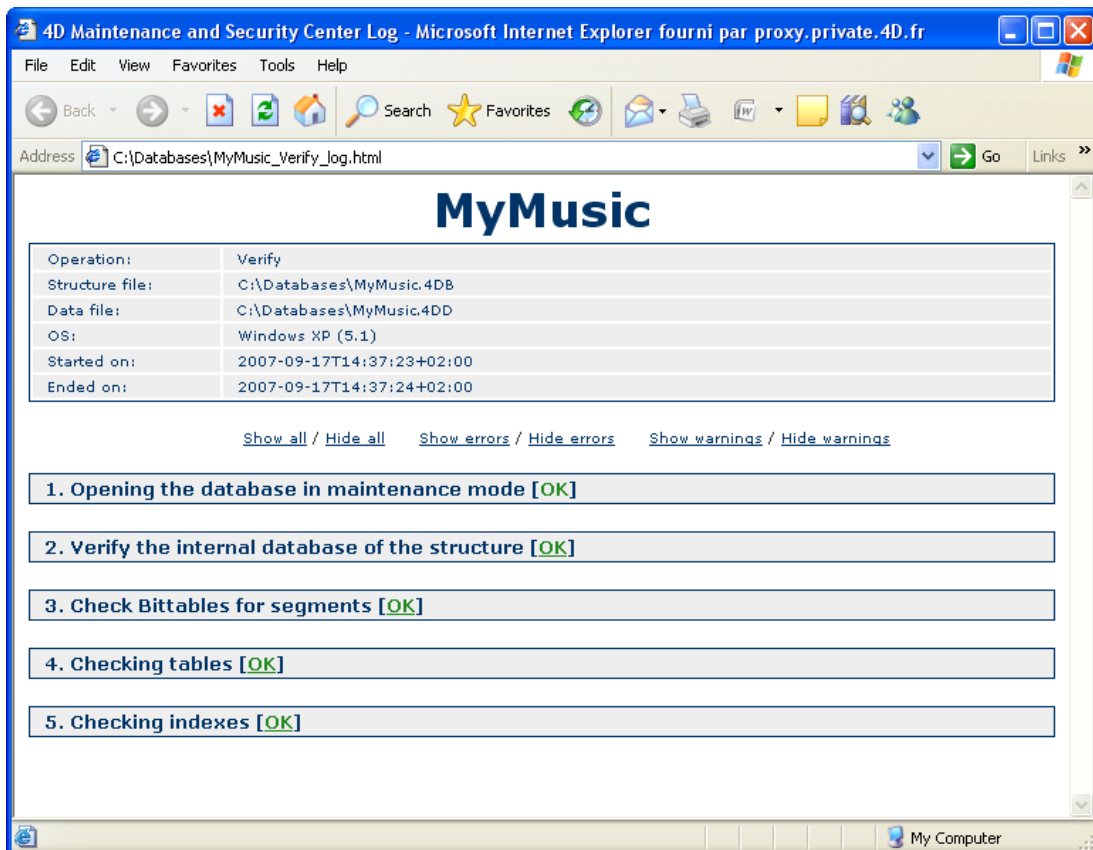 4D Maintenance and Security Center Log - Microsoft Internet Explorer fourni par proxy.private.4D.fr
File Edit View Favorites Tools Help
Back Search Favorites
Address C:\Databases\MyMusic_Verify_log.html Go Links »
MyMusic
Operation: Verify
Structure file: C:\Databases\MyMusic.4DB
Data file: C:\Databases\MyMusic.4DD
OS: Windows XP (5.1)
Started on: 2007-09-17T14:37:23+02:00
Ended on: 2007-09-17T14:37:24+02:00
Show all / Hide all Show errors / Hide errors Show warnings / Hide warnings
1. Opening the database in maintenance mode [OK]
2. Verify the internal database of the structure [OK]
3. Check Bittables for segments [OK]
4. Checking tables [OK]
5. Checking indexes [OK]
My Computer